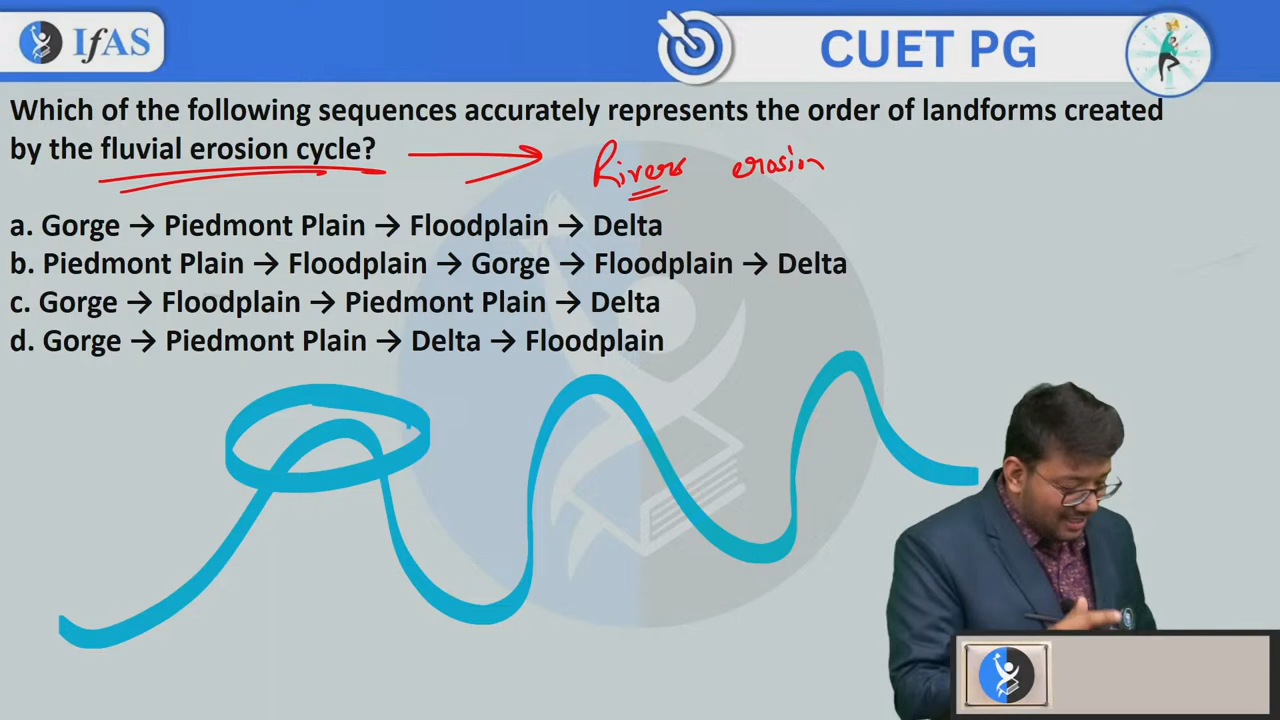 IfAS
CUET PG
Which of the following sequences accurately represents the order of landforms created
by the fluvial erosion cycle?
Rivers erosion
a. Gorge → Piedmont Plain → Floodplain → Delta
b. Piedmont Plain → Floodplain → Gorge → Floodplain → Delta
c. Gorge → Floodplain → Piedmont Plain → Delta
d. Gorge → Piedmont Plain → Delta → Floodplain